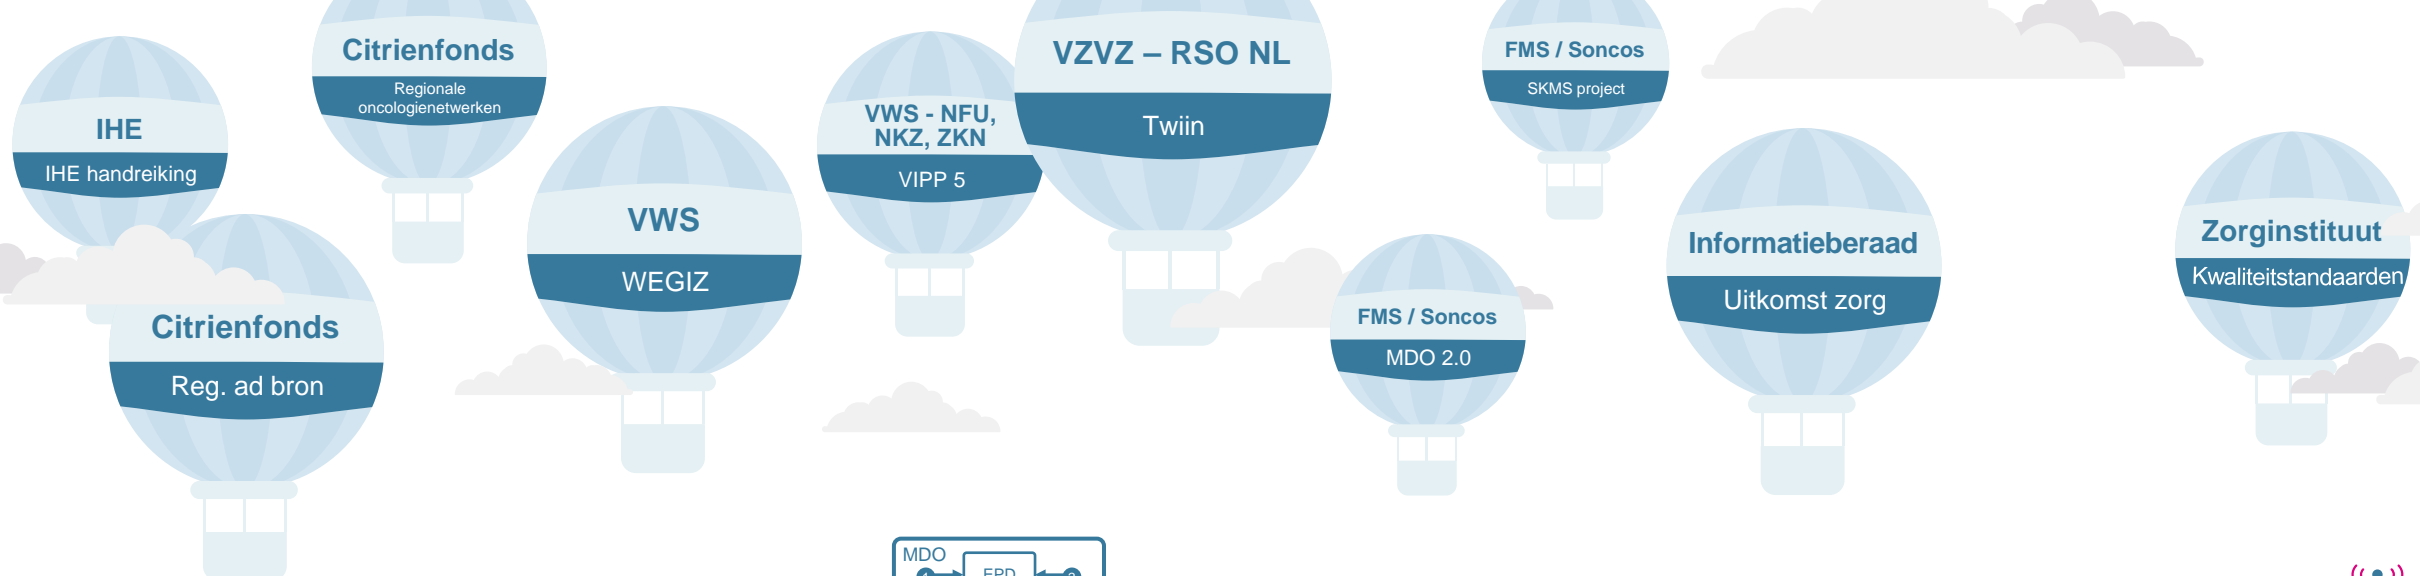 IHE
IHE handreiking
Citrienfonds
Regionale
oncologienetwerken
Citrienfonds
Reg. ad bron
VWS
WEGIZ
VWS - NFU,
NKZ, ZKN
VIPP 5
VZVZ – RSO NL
Twiin
FMS / Soncos
SKMS project
FMS / Soncos
MDO 2.0
Informatieberaad
Uitkomst zorg
Zorginstituut
Kwaliteitstandaarden
MDO
EPD